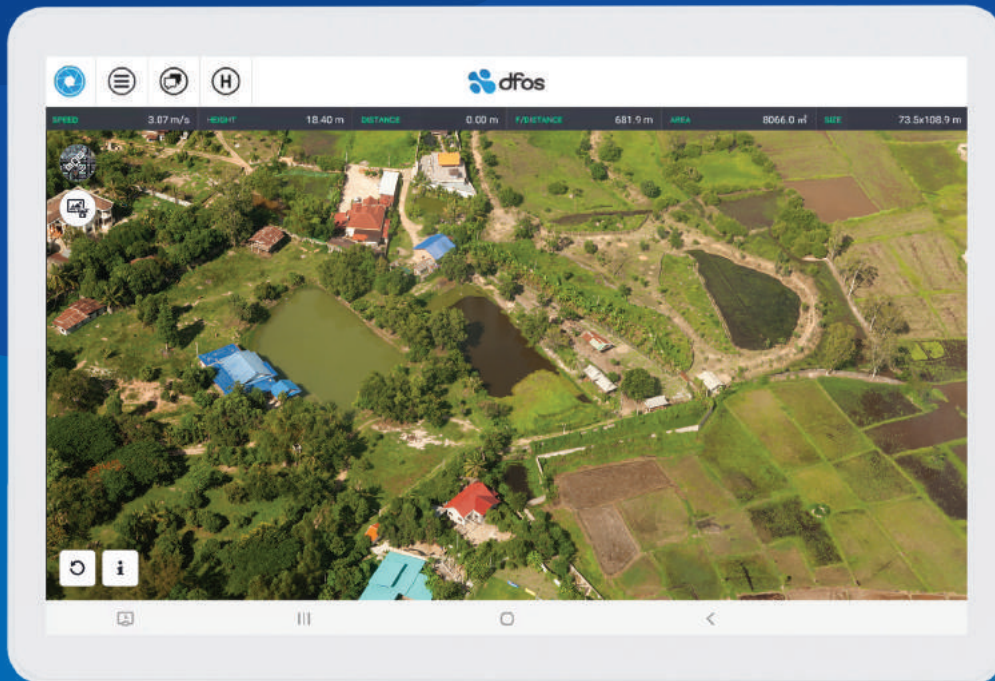 H
dfos
SPEED 3.07 m/s HEIGHT 18.40 m DISTANCE 0.00 m F/DISTANCE 681.9 m AREA 8066.0 ㎡ SIZE 73.5x108.9 m
i